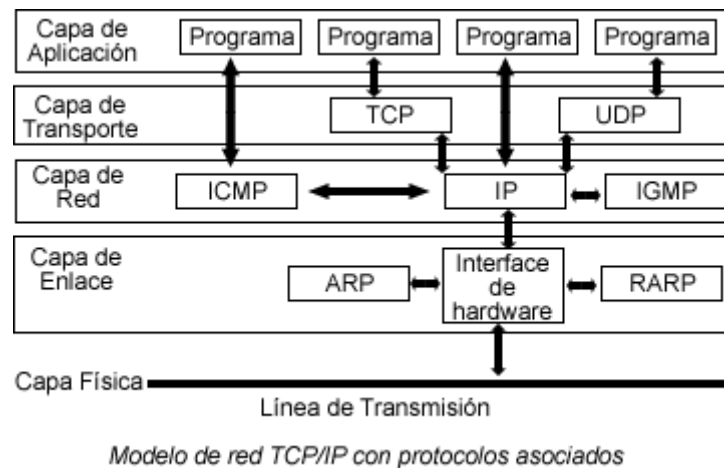 Capa de
Aplicación
Programa
Programa
Programa
Programa
Capa de
Transporte
TCP
UDP
Capa de
Red
ICMP
IP
IGMP
Capa de
Enlace
ARP
Interface
de
hardware
RARP
Capa Física
Línea de Transmisión
Modelo de red TCP/IP con protocolos asociados